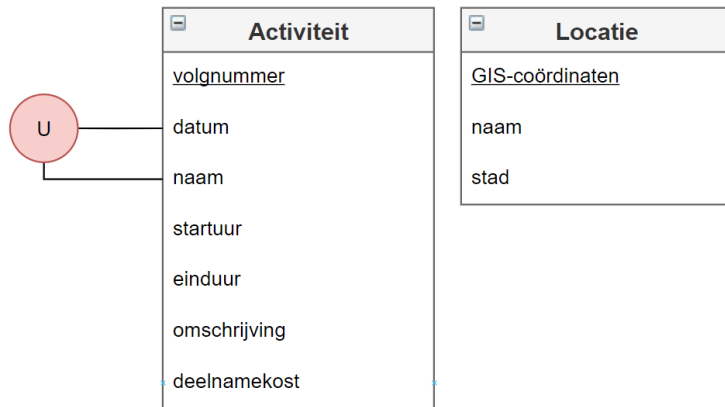 Activiteit
volgnummer
U
datum
naam
startuur
einduur
omschrijving
deelnamekost
Locatie
GIS-coördinaten
naam
stad